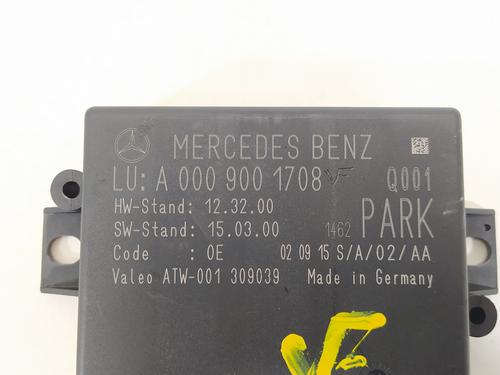 MERCEDES BENZ
LU: A 000 900 1708 VF Q001
HW-Stand: 12.32.00
SW-Stand: 15.03.00 1462 PARK
Code : 0E 02 09 15 S/A/02/AA
Valeo ATW-001 309039 Made in Germany